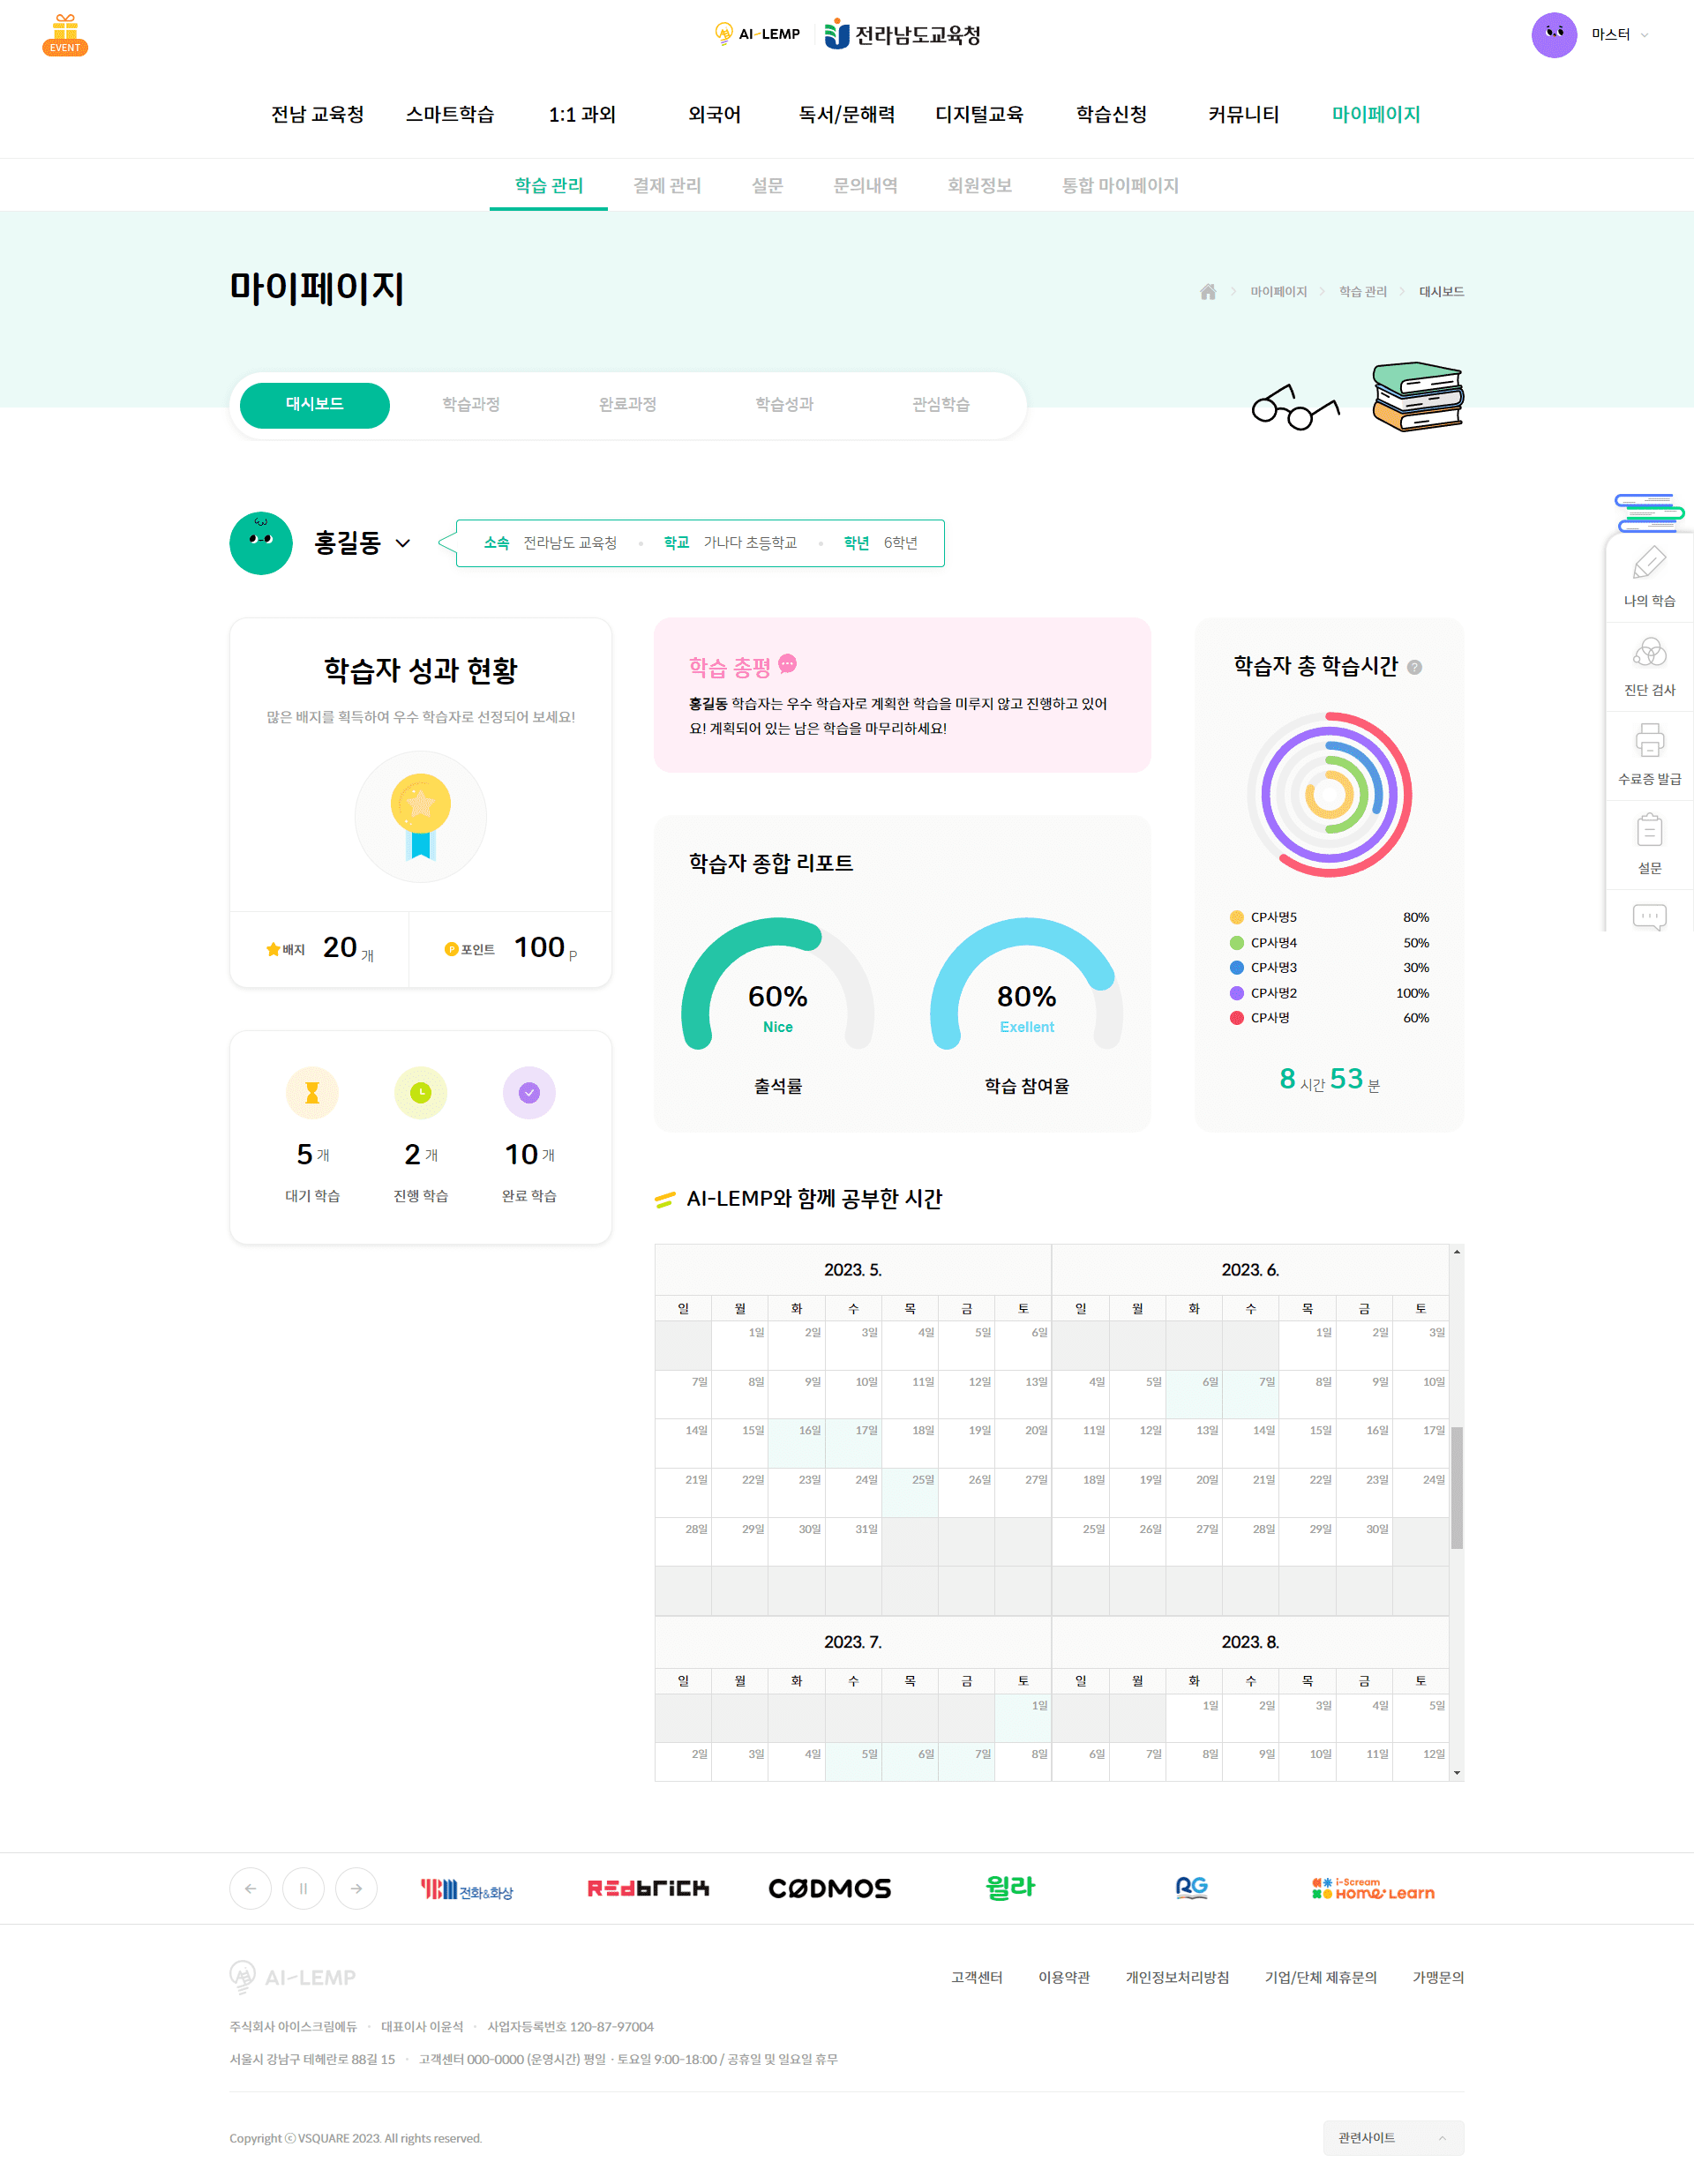 EVENT
AI-LEMP 전라남도교육청
마스터
전남 교육청 스마트학습 1:1 과외 외국어 독서/문해력 디지털교육 학습신청 커뮤니티 마이페이지
학습 관리 결제 관리 설문 문의내역 회원정보 통합 마이페이지
마이페이지
마이페이지 학습 관리 대시보드
대시보드 학습과정 완료과정 학습성과 관심학습
홍길동
소속 전라남도 교육청 학교 가나다 초등학교 학년 6학년
나의 학습
진단 검사
수료증 발급
설문
학습자 성과 현황
많은 배지를 획득하여 우수 학습자로 선정되어 보세요!
배지 20 개
P 포인트 100 P
5 개 2 개 10 개
대기 학습 진행 학습 완료 학습
학습 총평
홍길동 학습자는 우수 학습자로 계획한 학습을 미루지 않고 진행하고 있어
요! 계획되어 있는 남은 학습을 마무리하세요!
학습자 종합 리포트
60% 80%
Nice Exellent
출석률 학습 참여율
학습자 총 학습시간 ?
CP사명5 80%
CP사명4 50%
CP사명3 30%
CP사명2 100%
CP사명 60%
8 시간 53 분
AI-LEMP와 함께 공부한 시간
2023. 5.
일 월 화 수 목 금 토
1일 2일 3일 4일 5일 6일
7일 8일 9일 10일 11일 12일 13일
14일 15일 16일 17일 18일 19일 20일
21일 22일 23일 24일 25일 26일 27일
28일 29일 30일 31일
2023. 6.
일 월 화 수 목 금 토
1일 2일 3일
4일 5일 6일 7일 8일 9일 10일
11일 12일 13일 14일 15일 16일 17일
18일 19일 20일 21일 22일 23일 24일
25일 26일 27일 28일 29일 30일
2023. 7.
일 월 화 수 목 금 토
1일
2일 3일 4일 5일 6일 7일 8일
2023. 8.
일 월 화 수 목 금 토
1일 2일 3일 4일 5일
6일 7일 8일 9일 10일 11일 12일
YBM 전화&화상 REdbrick CODMOS 윌라 RG i-Scream HOME LEARN
AI-LEMP
고객센터 이용약관 개인정보처리방침 기업/단체 제휴문의 가맹문의
주식회사 아이스크림에듀 · 대표이사 이윤석 · 사업자등록번호 120-87-97004
서울시 강남구 테헤란로 88길 15 · 고객센터 000-0000 (운영시간) 평일 · 토요일 9:00-18:00 / 공휴일 및 일요일 휴무
Copyright ⓒ VSQUARE 2023. All rights reserved.
관련사이트